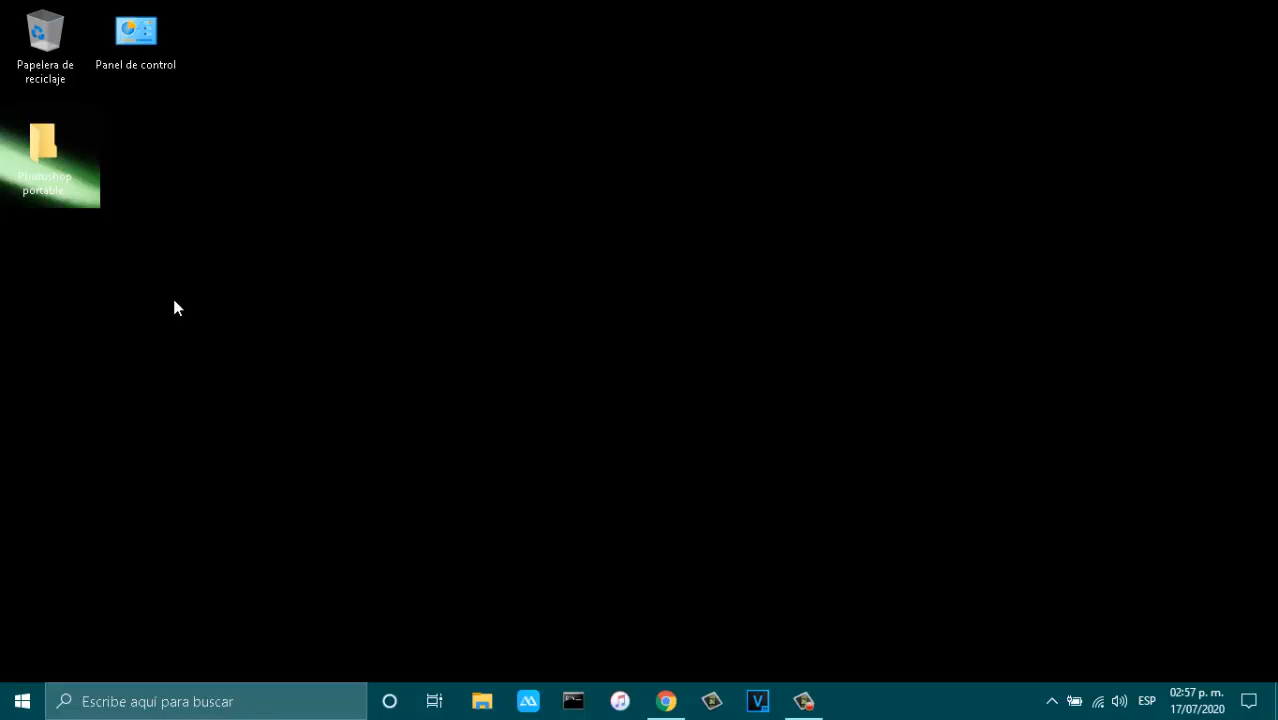 Papelera de
reciclaje
Panel de control
Photoshop
portable...
Escribe aquí para buscar
ESP
02:57 p. m.
17/07/2020